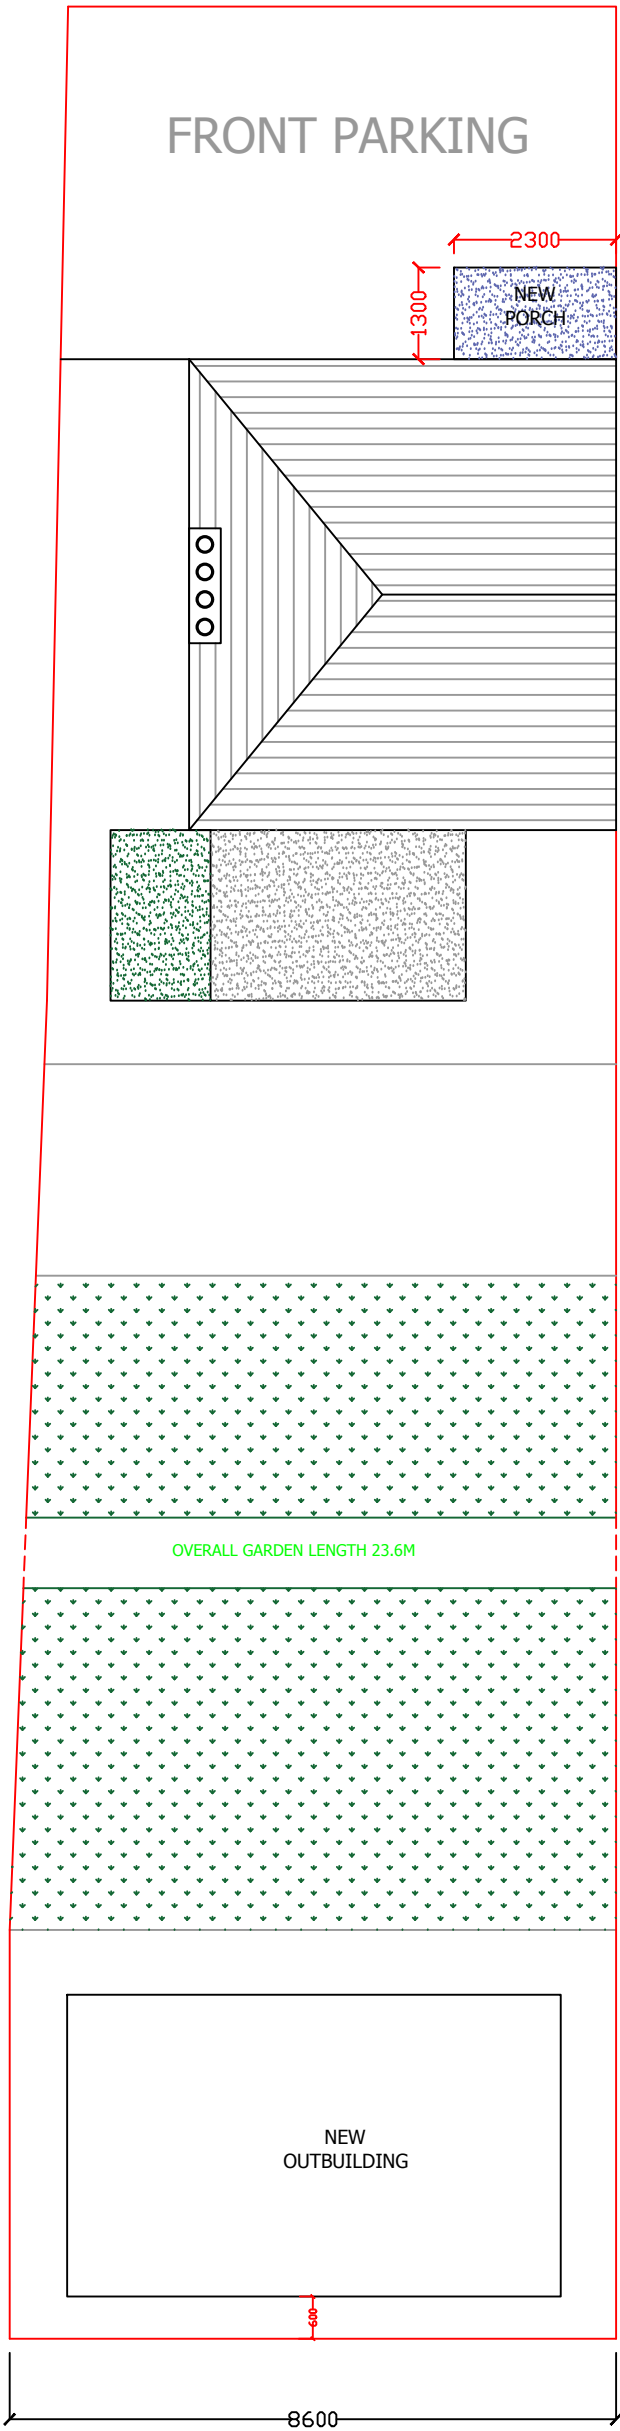 FRONT PARKING
2300
1300
NEW
PORCH
OVERALL GARDEN LENGTH 23.6M
NEW
OUTBUILDING
600
8600